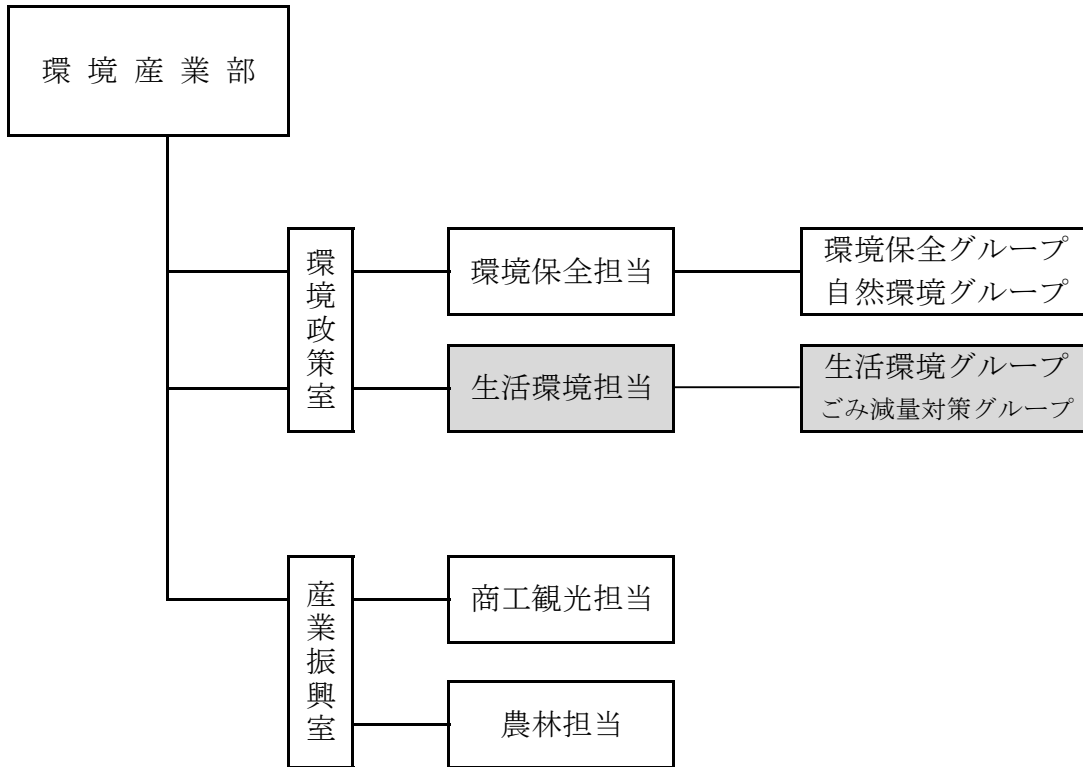 環境産業部
環境政策室
環境保全担当
環境保全グループ
自然環境グループ
生活環境担当
生活環境グループ
ごみ減量対策グループ
産業振興室
商工観光担当
農林担当